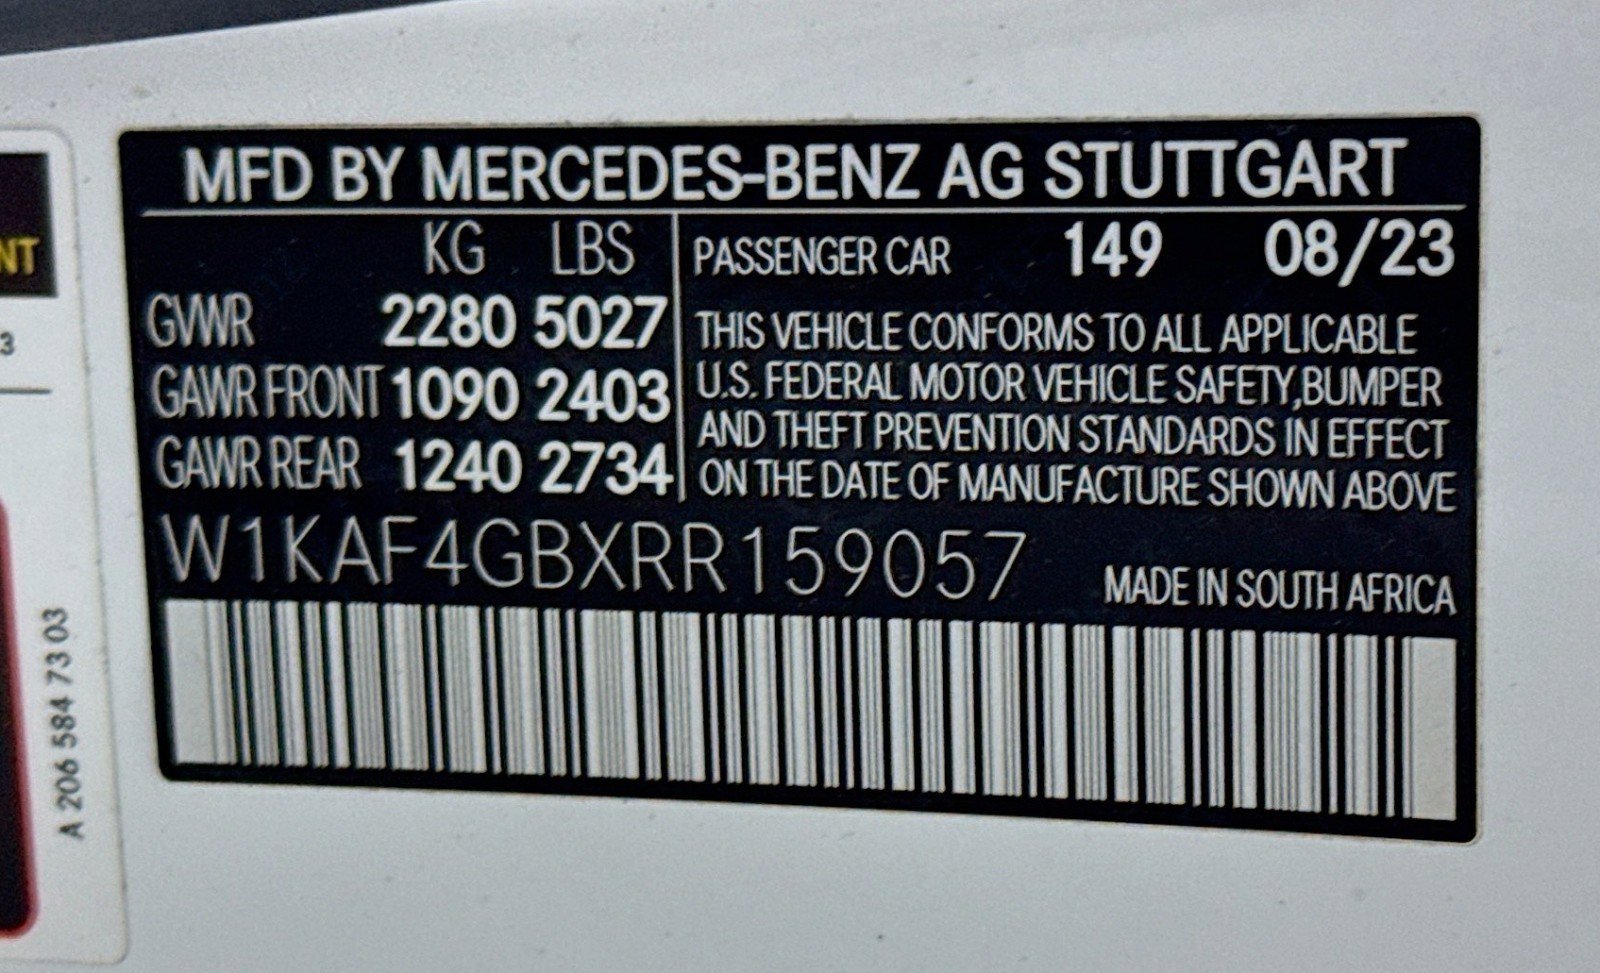 MFD BY MERCEDES-BENZ AG STUTTGART
KG LBS
GVWR 2280 5027
GAWR FRONT 1090 2403
GAWR REAR 1240 2734
PASSENGER CAR 149 08/23
THIS VEHICLE CONFORMS TO ALL APPLICABLE
U.S. FEDERAL MOTOR VEHICLE SAFETY,BUMPER
AND THEFT PREVENTION STANDARDS IN EFFECT
ON THE DATE OF MANUFACTURE SHOWN ABOVE
W1KAF4GBXRR159057
MADE IN SOUTH AFRICA
NT
3
A 206 584 73 03